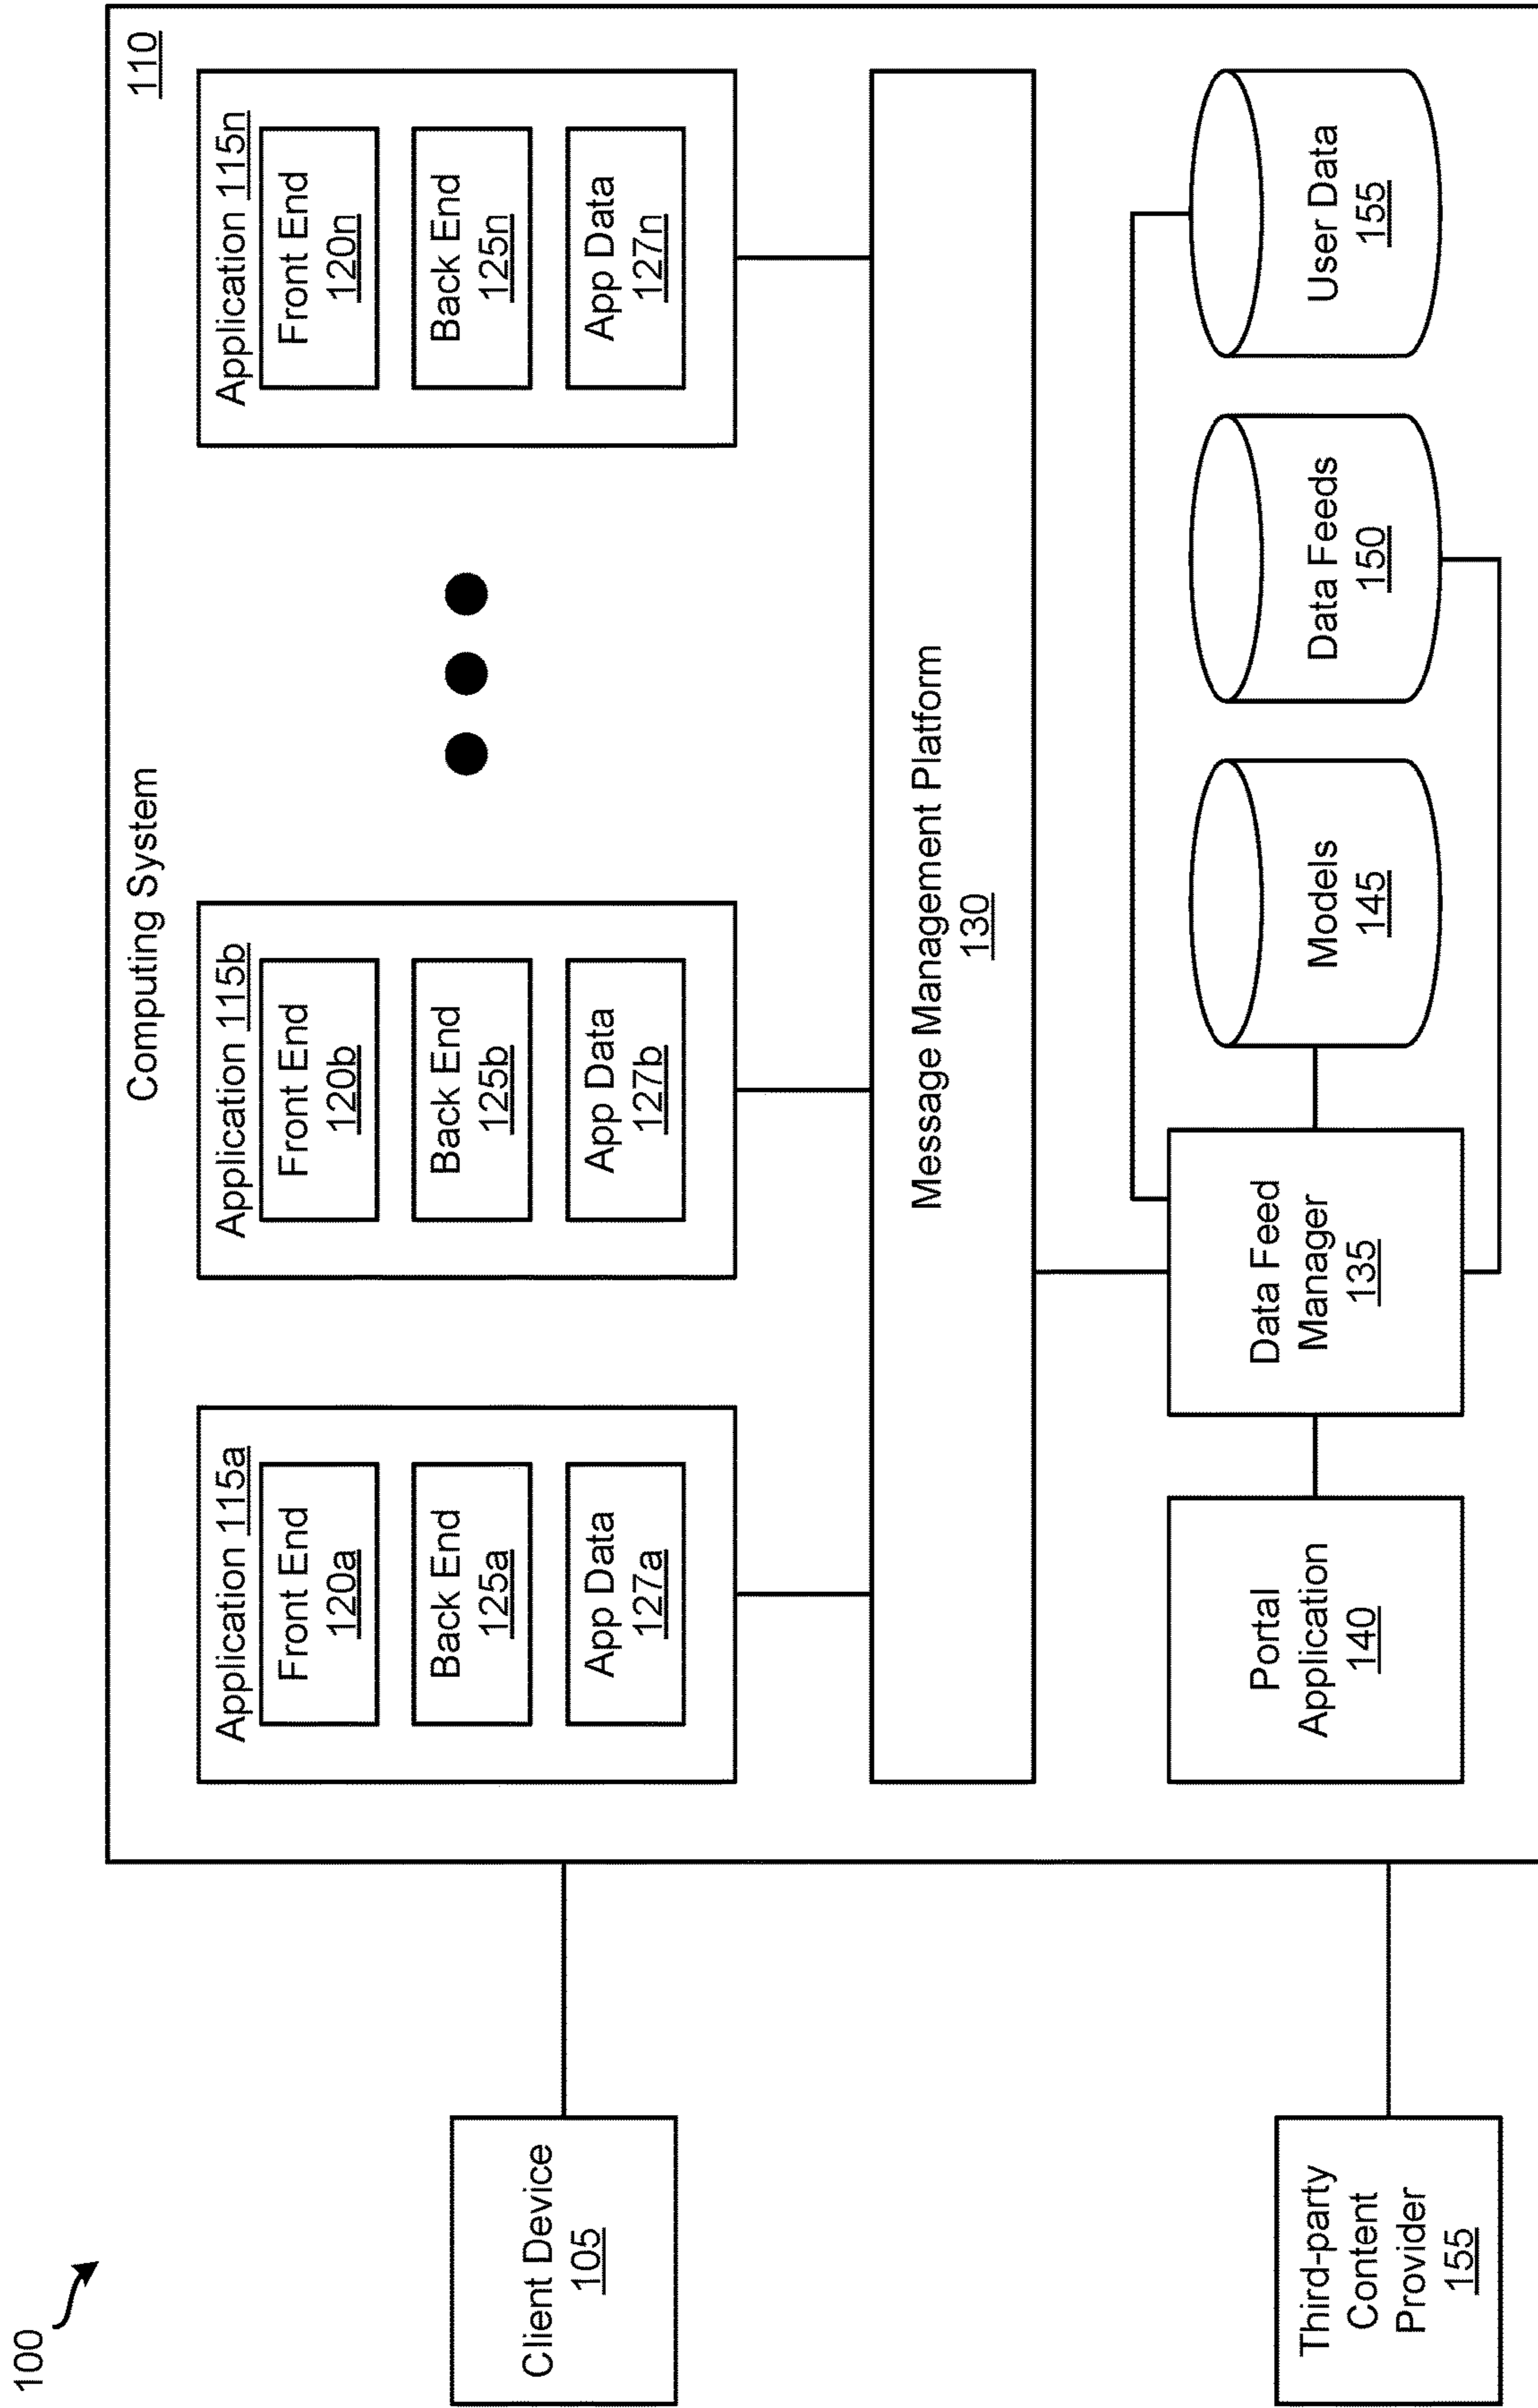 100
Computing System
110
Application 115a
Front End
120a
Back End
125a
App Data
127a
Application 115b
Front End
120b
Back End
125b
App Data
127b
Application 115n
Front End
120n
Back End
125n
App Data
127n
Client Device
105
Message Management Platform
130
Third-party
Content
Provider
155
Portal
Application
140
Data Feed
Manager
135
Models
145
Data Feeds
150
User Data
155